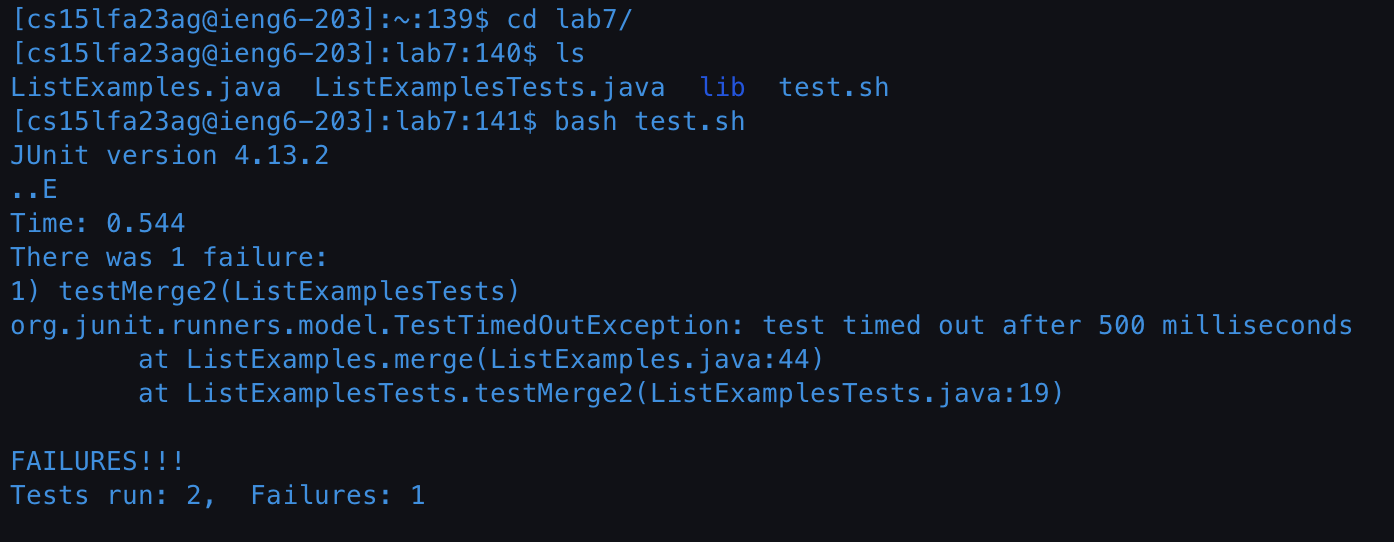 [cs15lfa23ag@ieng6-203]:~:139$ cd lab7/
[cs15lfa23ag@ieng6-203]:lab7:140$ ls
ListExamples.java  ListExamplesTests.java  lib  test.sh
[cs15lfa23ag@ieng6-203]:lab7:141$ bash test.sh
JUnit version 4.13.2
..E
Time: 0.544
There was 1 failure:
1) testMerge2(ListExamplesTests)
org.junit.runners.model.TestTimedOutException: test timed out after 500 milliseconds
        at ListExamples.merge(ListExamples.java:44)
        at ListExamplesTests.testMerge2(ListExamplesTests.java:19)

FAILURES!!!
Tests run: 2,  Failures: 1